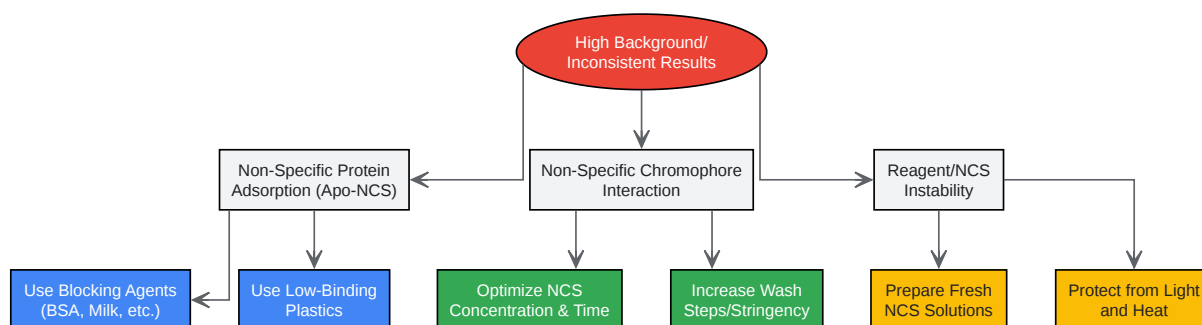 High Background/
Inconsistent Results
Non-Specific Protein
Adsorption (Apo-NCS)
Non-Specific Chromophore
Interaction
Reagent/NCS
Instability
Use Blocking Agents
(BSA, Milk, etc.)
Use Low-Binding
Plastics
Optimize NCS
Concentration & Time
Increase Wash
Steps/Stringency
Prepare Fresh
NCS Solutions
Protect from Light
and Heat